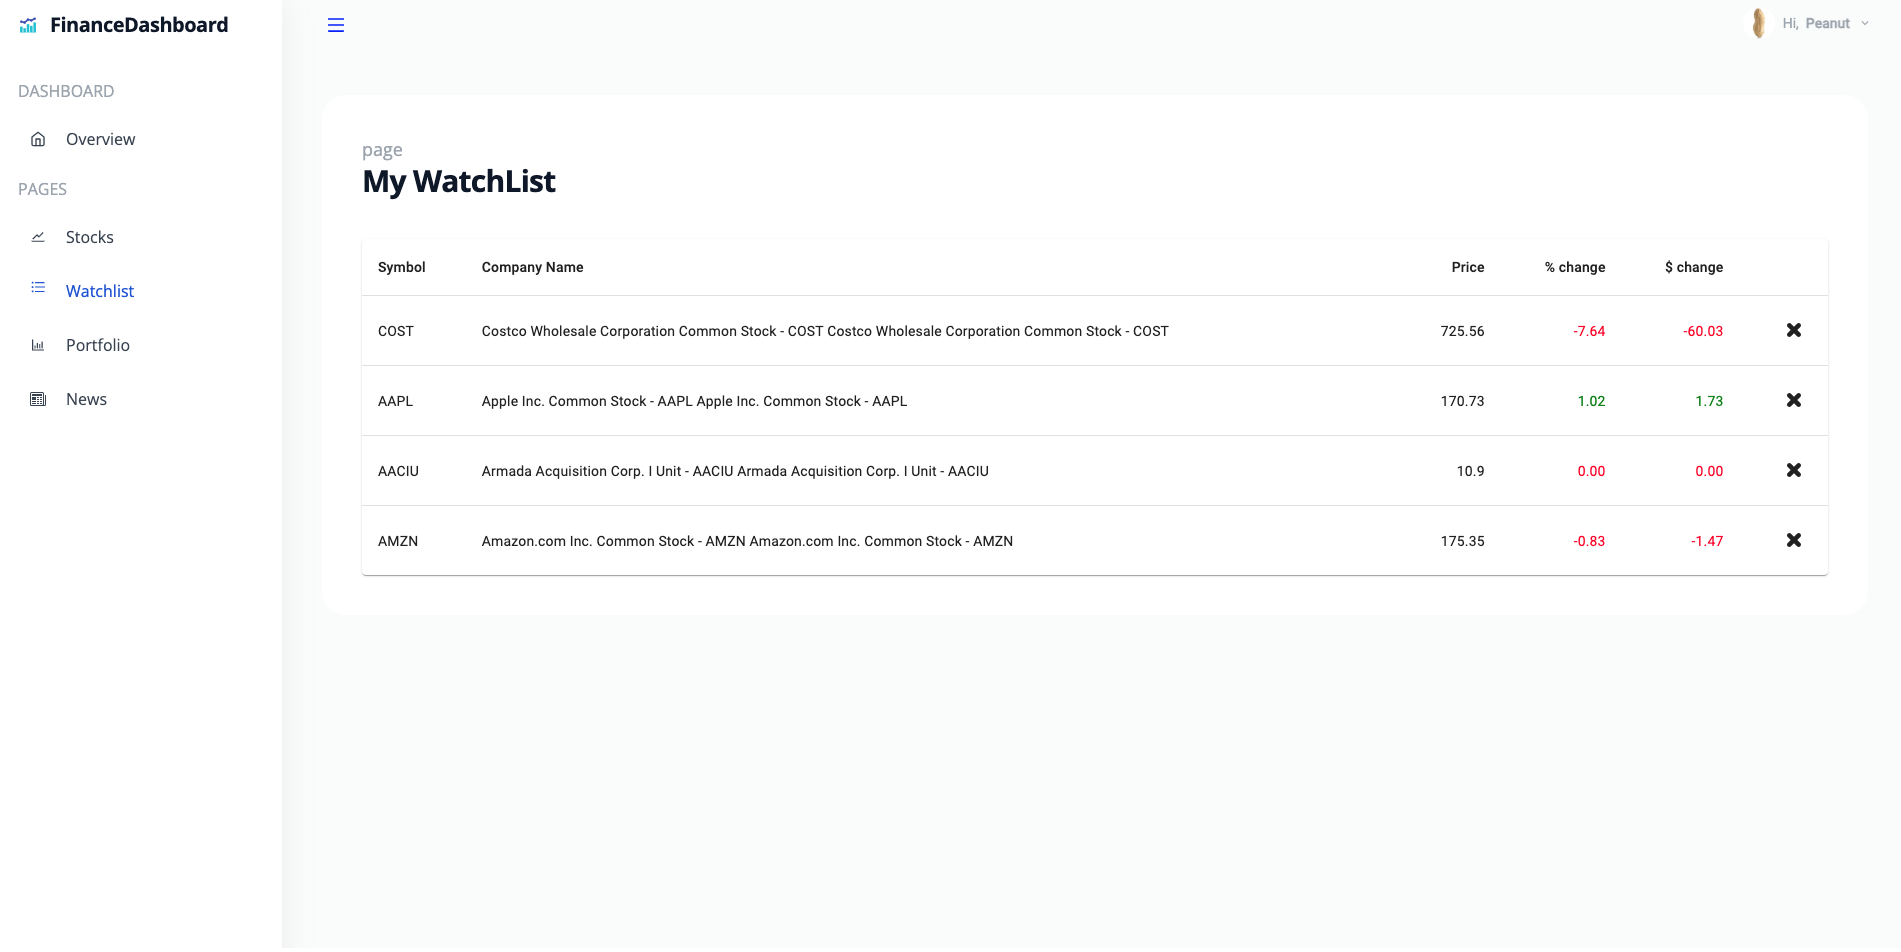 FinanceDashboard
Hi, Peanut
DASHBOARD
Overview
PAGES
Stocks
Watchlist
Portfolio
News
page
My WatchList
Symbol Company Name Price % change $ change
COST Costco Wholesale Corporation Common Stock - COST Costco Wholesale Corporation Common Stock - COST 725.56 -7.64 -60.03
AAPL Apple Inc. Common Stock - AAPL Apple Inc. Common Stock - AAPL 170.73 1.02 1.73
AACIU Armada Acquisition Corp. I Unit - AACIU Armada Acquisition Corp. I Unit - AACIU 10.9 0.00 0.00
AMZN Amazon.com Inc. Common Stock - AMZN Amazon.com Inc. Common Stock - AMZN 175.35 -0.83 -1.47